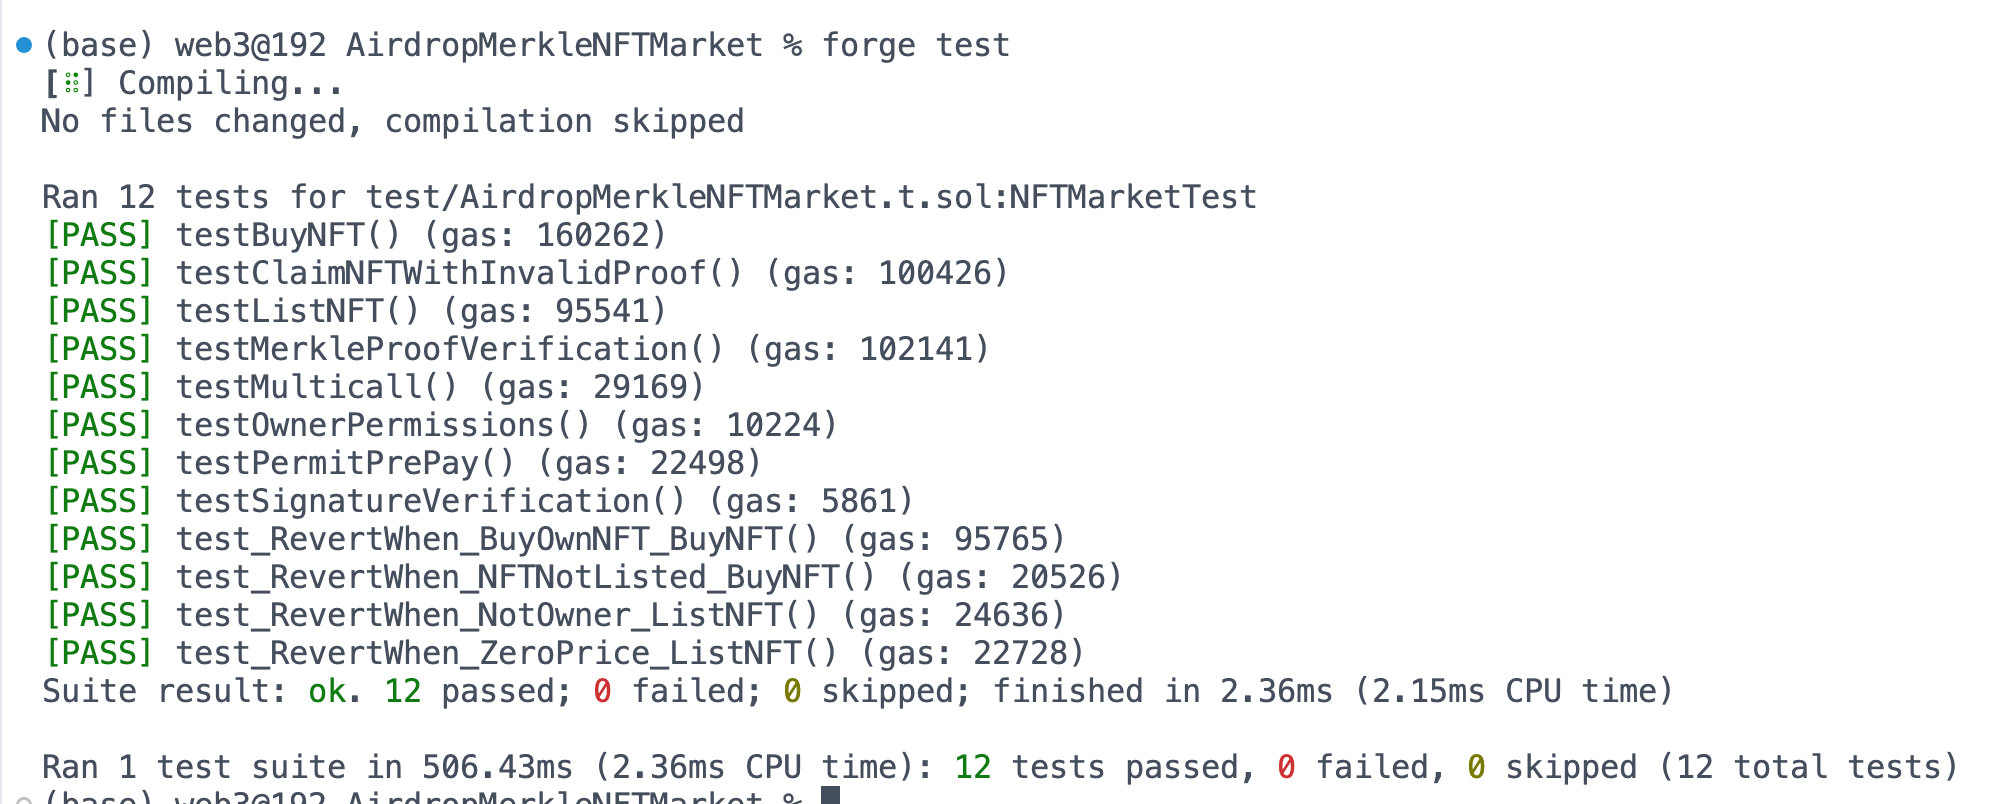 (base) web3@192 AirdropMerkleNFTMarket % forge test
[⠿] Compiling...
No files changed, compilation skipped
Ran 12 tests for test/AirdropMerkleNFTMarket.t.sol:NFTMarketTest
[PASS] testBuyNFT() (gas: 160262)
[PASS] testClaimNFTWithInvalidProof() (gas: 100426)
[PASS] testListNFT() (gas: 95541)
[PASS] testMerkleProofVerification() (gas: 102141)
[PASS] testMulticall() (gas: 29169)
[PASS] testOwnerPermissions() (gas: 10224)
[PASS] testPermitPrePay() (gas: 22498)
[PASS] testSignatureVerification() (gas: 5861)
[PASS] test_RevertWhen_BuyOwnNFT_BuyNFT() (gas: 95765)
[PASS] test_RevertWhen_NFTNotListed_BuyNFT() (gas: 20526)
[PASS] test_RevertWhen_NotOwner_ListNFT() (gas: 24636)
[PASS] test_RevertWhen_ZeroPrice_ListNFT() (gas: 22728)
Suite result: ok. 12 passed; 0 failed; 0 skipped; finished in 2.36ms (2.15ms CPU time)
Ran 1 test suite in 506.43ms (2.36ms CPU time): 12 tests passed, 0 failed, 0 skipped (12 total tests)
(base) web3@192 AirdropMerkleNFTMarket %